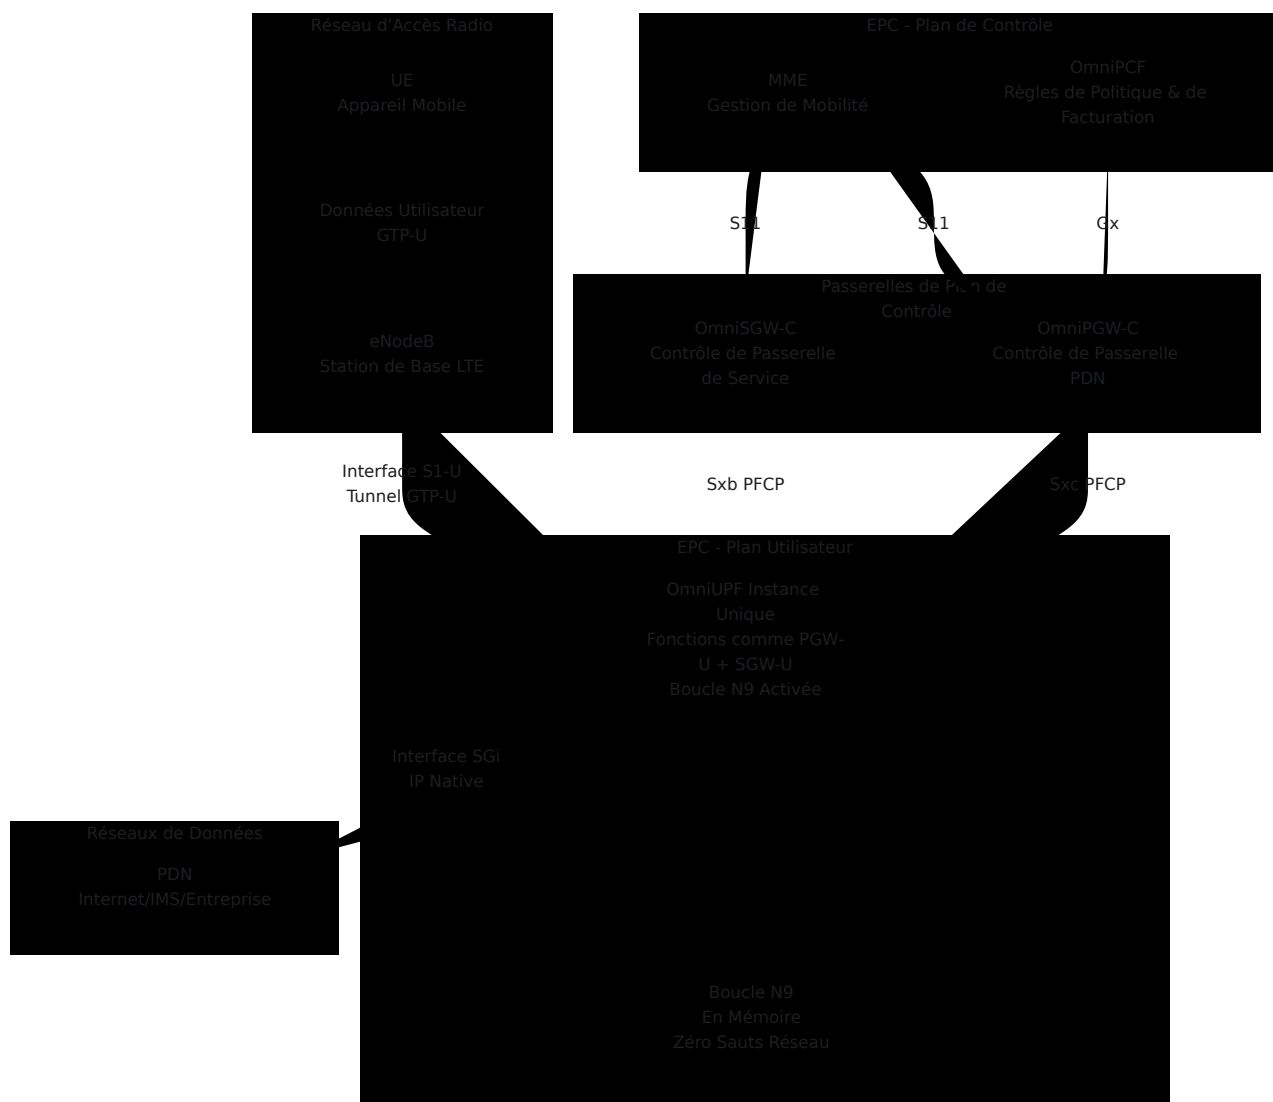 Réseau d'Accès Radio
UE
Appareil Mobile
Données Utilisateur
GTP-U
eNodeB
Station de Base LTE
EPC - Plan de Contrôle
MME
Gestion de Mobilité
OmniPCF
Règles de Politique & de
Facturation
S11
S11
Gx
Passerelles de Plan de
Contrôle
OmniSGW-C
Contrôle de Passerelle
de Service
OmniPGW-C
Contrôle de Passerelle
PDN
Interface S1-U
Tunnel GTP-U
Sxb PFCP
Sxc PFCP
EPC - Plan Utilisateur
OmniUPF Instance
Unique
Fonctions comme PGW-
U + SGW-U
Boucle N9 Activée
Interface SGi
IP Native
Réseaux de Données
PDN
Internet/IMS/Entreprise
Boucle N9
En Mémoire
Zéro Sauts Réseau